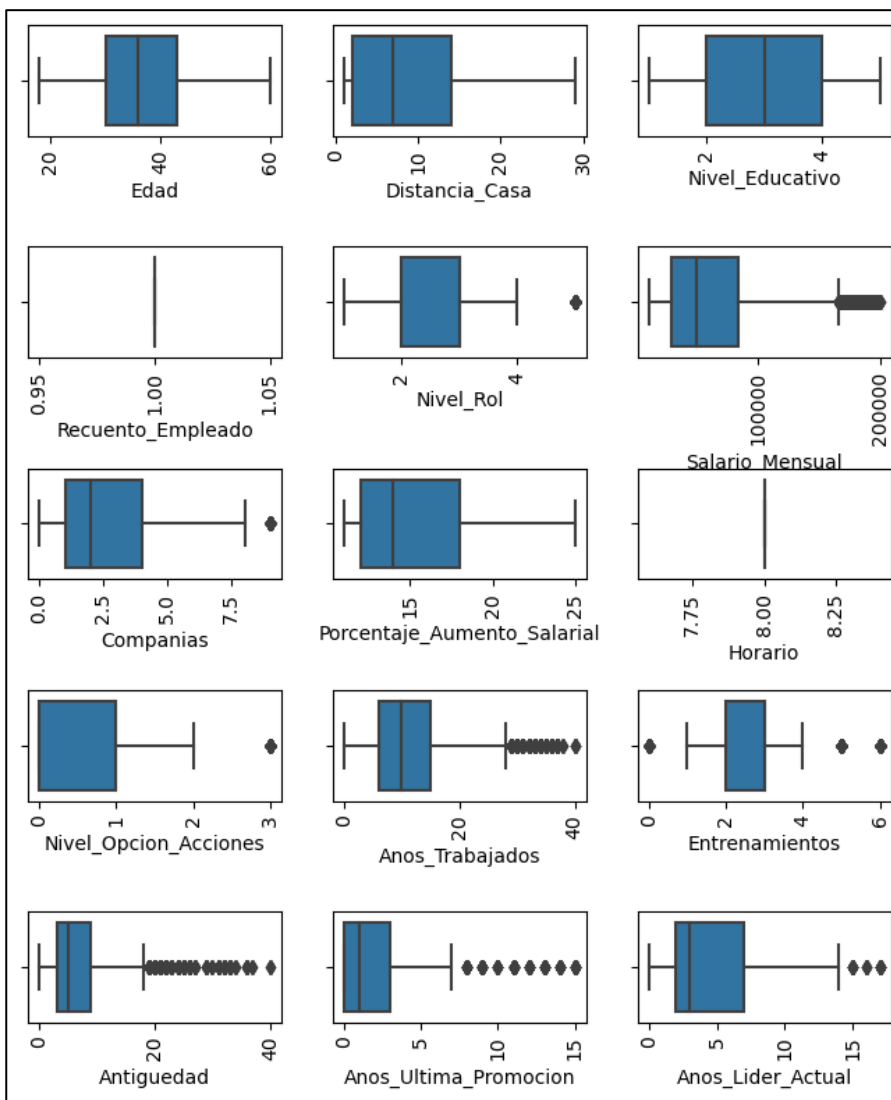 20 40 60
Edad
0 10 20 30
Distancia_Casa
2 4
Nivel_Educativo
0.95 1.00 1.05
Recuento_Empleado
2 4
Nivel_Rol
100000 200000
Salario_Mensual
0.0 2.5 5.0 7.5
Companias
15 20 25
Porcentaje_Aumento_Salarial
7.75 8.00 8.25
Horario
0 1 2 3
Nivel_Opcion_Acciones
0 20 40
Anos_Trabajados
0 2 4 6
Entrenamientos
0 20 40
Antiguedad
0 5 10 15
Anos_Ultima_Promocion
0 5 10 15
Anos_Lider_Actual